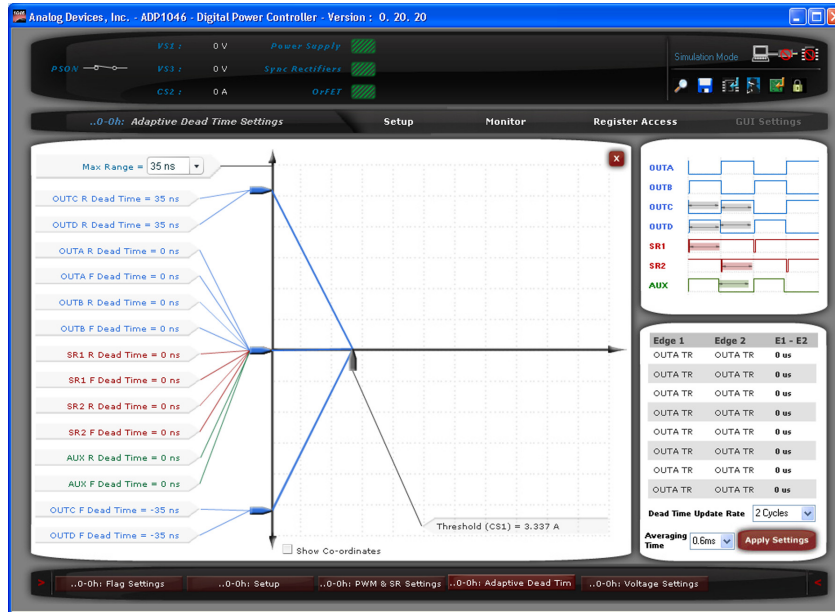 Analog Devices, Inc. - ADP1046 - Digital Power Controller - Version : 0. 20. 20
PSON
VS1 : 0 V Power Supply
VS3 : 0 V Sync Rectifiers
CS2 : 0 A OrFET
Simulation Mode
..0-0h: Adaptive Dead Time Settings Setup Monitor Register Access GUI Settings
Max Range = 35 ns
OUTC R Dead Time = 35 ns
OUTD R Dead Time = 35 ns
OUTA R Dead Time = 0 ns
OUTA F Dead Time = 0 ns
OUTB R Dead Time = 0 ns
OUTB F Dead Time = 0 ns
SR1 R Dead Time = 0 ns
SR1 F Dead Time = 0 ns
SR2 R Dead Time = 0 ns
SR2 F Dead Time = 0 ns
AUX R Dead Time = 0 ns
AUX F Dead Time = 0 ns
OUTC F Dead Time = -35 ns
OUTD F Dead Time = -35 ns
Threshold (CS1) = 3.337 A
Show Co-ordinates
x
OUTA
OUTB
OUTC
OUTD
SR1
SR2
AUX
Edge 1 Edge 2 E1 - E2
OUTA TR OUTA TR 0 us
OUTA TR OUTA TR 0 us
OUTA TR OUTA TR 0 us
OUTA TR OUTA TR 0 us
OUTA TR OUTA TR 0 us
OUTA TR OUTA TR 0 us
OUTA TR OUTA TR 0 us
OUTA TR OUTA TR 0 us
Dead Time Update Rate 2 Cycles
Averaging Time 0.6ms Apply Settings
> ..0-0h: Flag Settings ..0-0h: Setup ..0-0h: PWM & SR Settings ..0-0h: Adaptive Dead Tim ..0-0h: Voltage Settings <